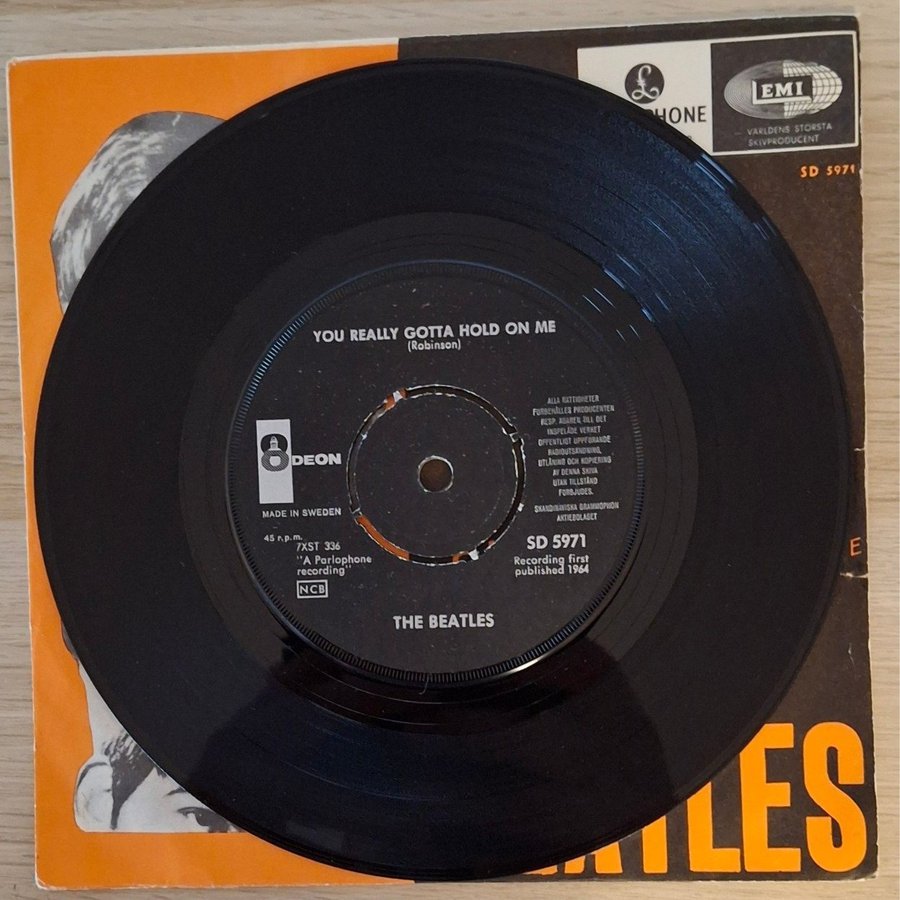 PHONE
EMI
VÄRLDENS STÖRSTA
SKIVPRODUCENT
SD 5971
YOU REALLY GOTTA HOLD ON ME
(Robinson)
ODEON
MADE IN SWEDEN
45 r.p.m.
7XST 336
"A Parlophone
recording"
NCB
ALLA RÄTTIGHETER
FÖRBEHÅLLES PRODUCENTEN
RESP. ÄGAREN TILL DET
INSPELADE VERKET
OFFENTLIGT UPPFÖRANDE
RADIOUTSÄNDNING,
UTLÅNING OCH KOPIERING
AV DENNA SKIVA
UTAN TILLSTÅND
FÖRBJUDES.
SKANDINAVISKA GRAMMOPHON
AKTIEBOLAGET
SD 5971
Recording first
published 1964
THE BEATLES
E
ATLES